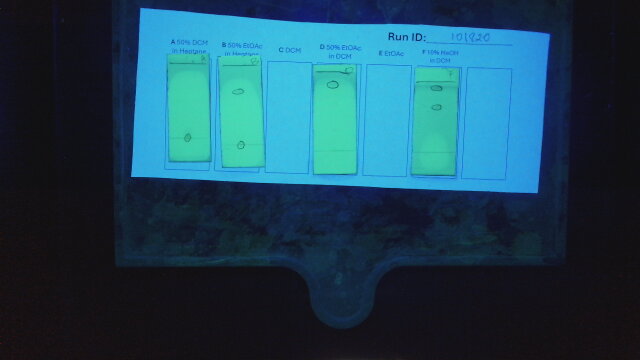 Run ID: 101820
A 50% DCM
in Heptane
B 50% EtOAc
in Heptane
C DCM
D 50% EtOAc
in DCM
E EtOAc
F 10% MeOH
in DCM